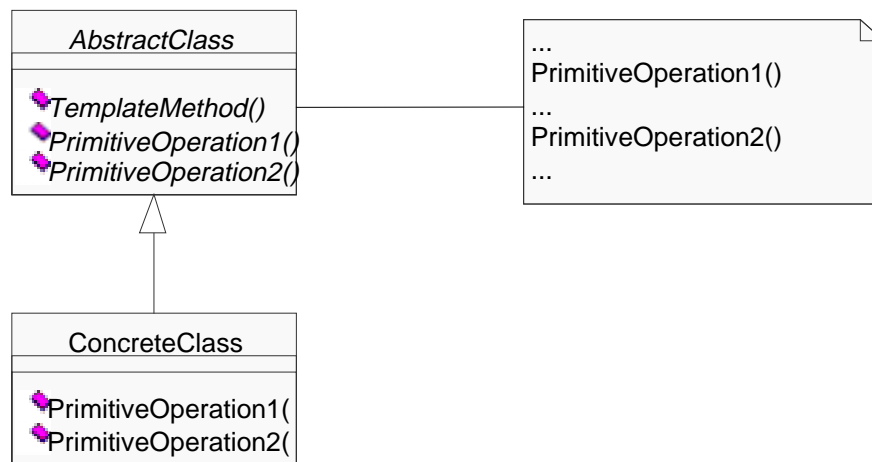 AbstractClass
TemplateMethod()
PrimitiveOperation1()
PrimitiveOperation2()
...
PrimitiveOperation1()
...
PrimitiveOperation2()
...
ConcreteClass
PrimitiveOperation1(
PrimitiveOperation2(